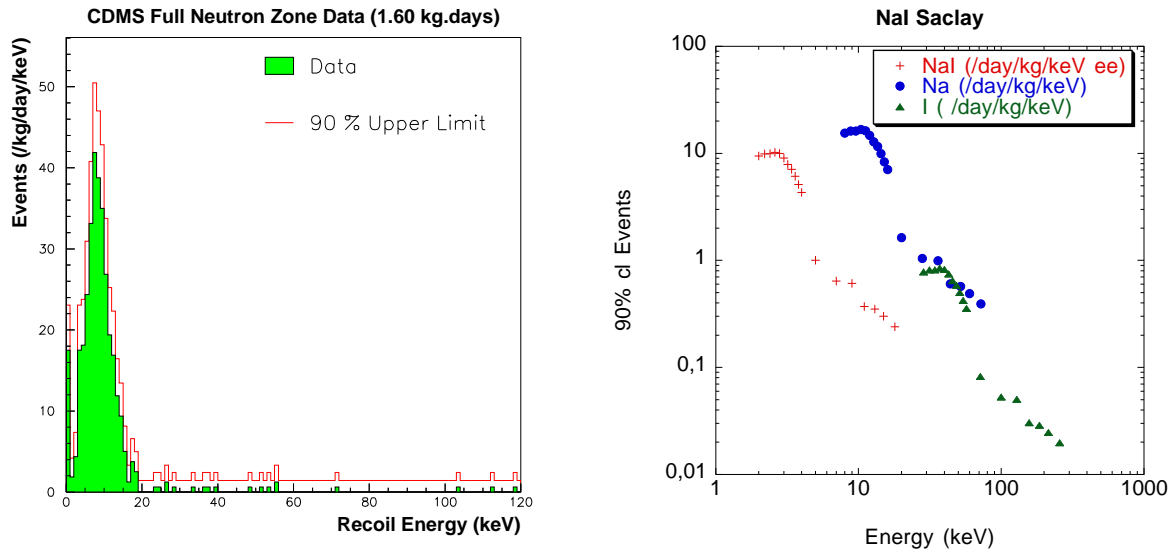 CDMS Full Neutron Zone Data (1.60 kg.days)
Events (/kg/day/keV)
50
40
30
20
10
0
Data
90 % Upper Limit
0 20 40 60 80 100 120
Recoil Energy (keV)
NaI Saclay
90% cl Events
100
10
1
0,1
0,01
NaI (/day/kg/keV ee)
Na (/day/kg/keV)
I ( /day/kg/keV)
1 10 100 1000
Energy (keV)